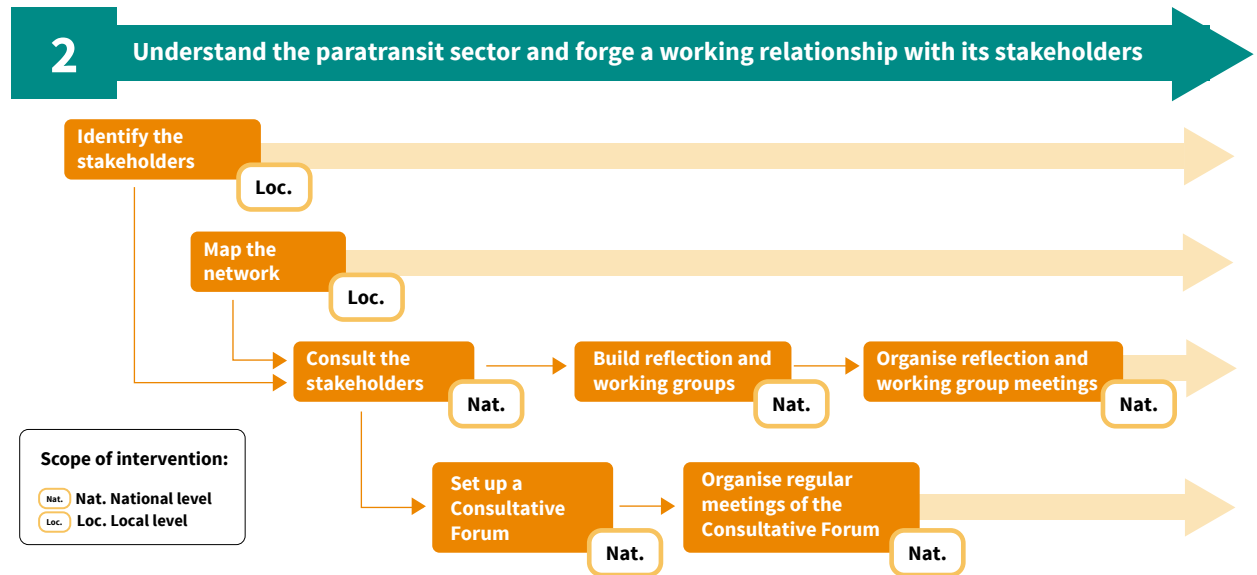 2
Understand the paratransit sector and forge a working relationship with its stakeholders
Identify the
stakeholders
Loc.
Map the
network
Loc.
Consult the
stakeholders
Nat.
Build reflection and
working groups
Nat.
Organise reflection and
working group meetings
Nat.
Set up a
Consultative
Forum
Nat.
Organise regular
meetings of the
Consultative Forum
Nat.
Scope of intervention:
Nat. Nat. National level
Loc. Loc. Local level